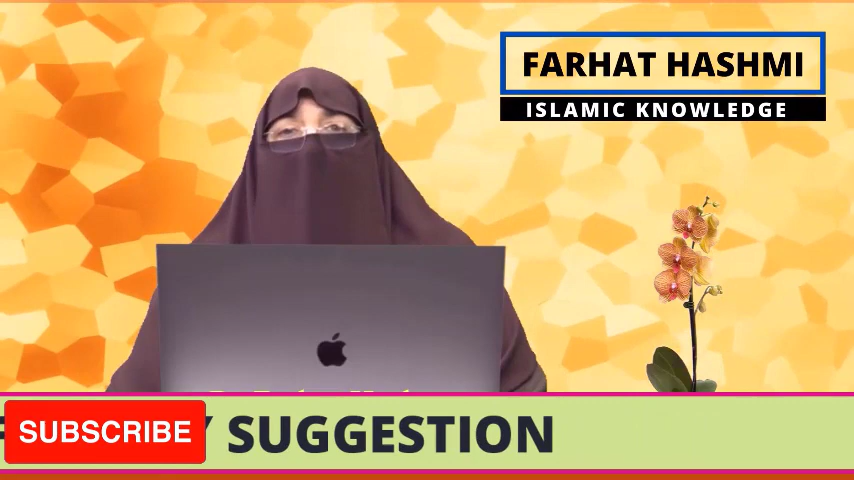 FARHAT HASHMI
ISLAMIC KNOWLEDGE
SUBSCRIBE
SUGGESTION